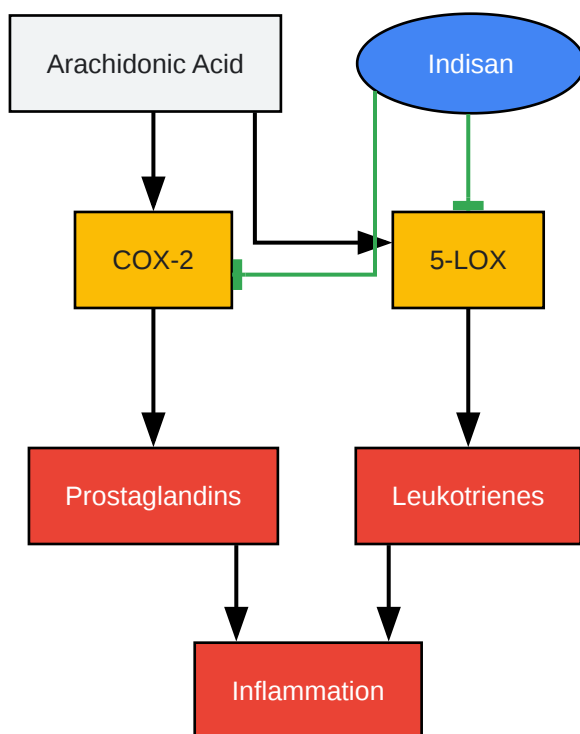 Arachidonic Acid
Indisan
COX-2
5-LOX
Prostaglandins
Leukotrienes
Inflammation